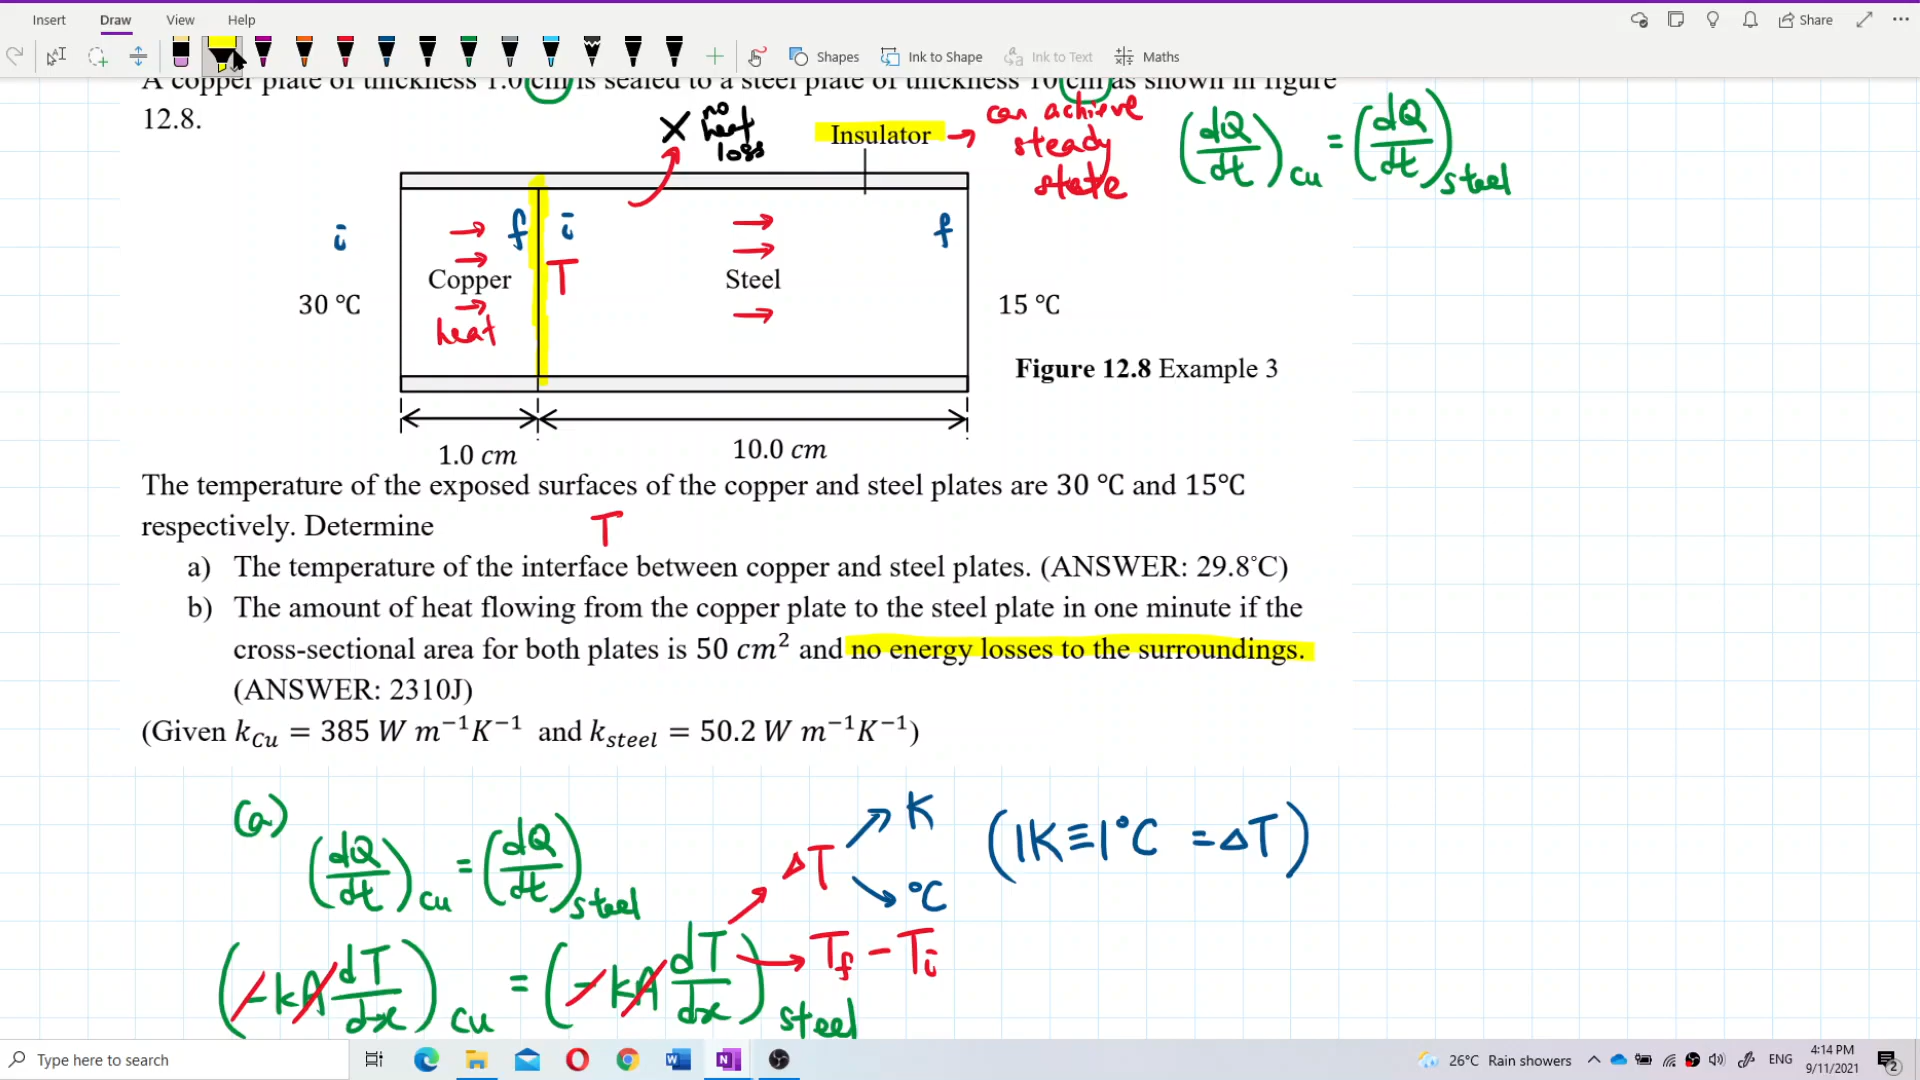 Insert Draw View Help
Share
Shapes Ink to Shape Ink to Text Maths
A copper plate of thickness 1.0 cm is sealed to a steel plate of thickness 10 cm as shown in figure
12.8.
X no heat loss
Insulator → can achieve steady state
(dQ/dt)cu = (dQ/dt)steel
i f i f
Copper T Steel
30 °C 15 °C
heat
Figure 12.8 Example 3
1.0 cm 10.0 cm
The temperature of the exposed surfaces of the copper and steel plates are 30 °C and 15°C
respectively. Determine
T
a) The temperature of the interface between copper and steel plates. (ANSWER: 29.8°C)
b) The amount of heat flowing from the copper plate to the steel plate in one minute if the
cross-sectional area for both plates is 50 cm² and no energy losses to the surroundings.
(ANSWER: 2310J)
(Given kCu = 385 W m⁻¹K⁻¹ and ksteel = 50.2 W m⁻¹K⁻¹)
(a)
(dQ/dt)cu = (dQ/dt)steel
ΔT → K
→ °C
(1K ≡ 1°C = ΔT)
(-kA dT/dx)cu = (-kA dT/dx)steel → Tf - Ti
Type here to search
26°C Rain showers
ENG
4:14 PM
9/11/2021
2